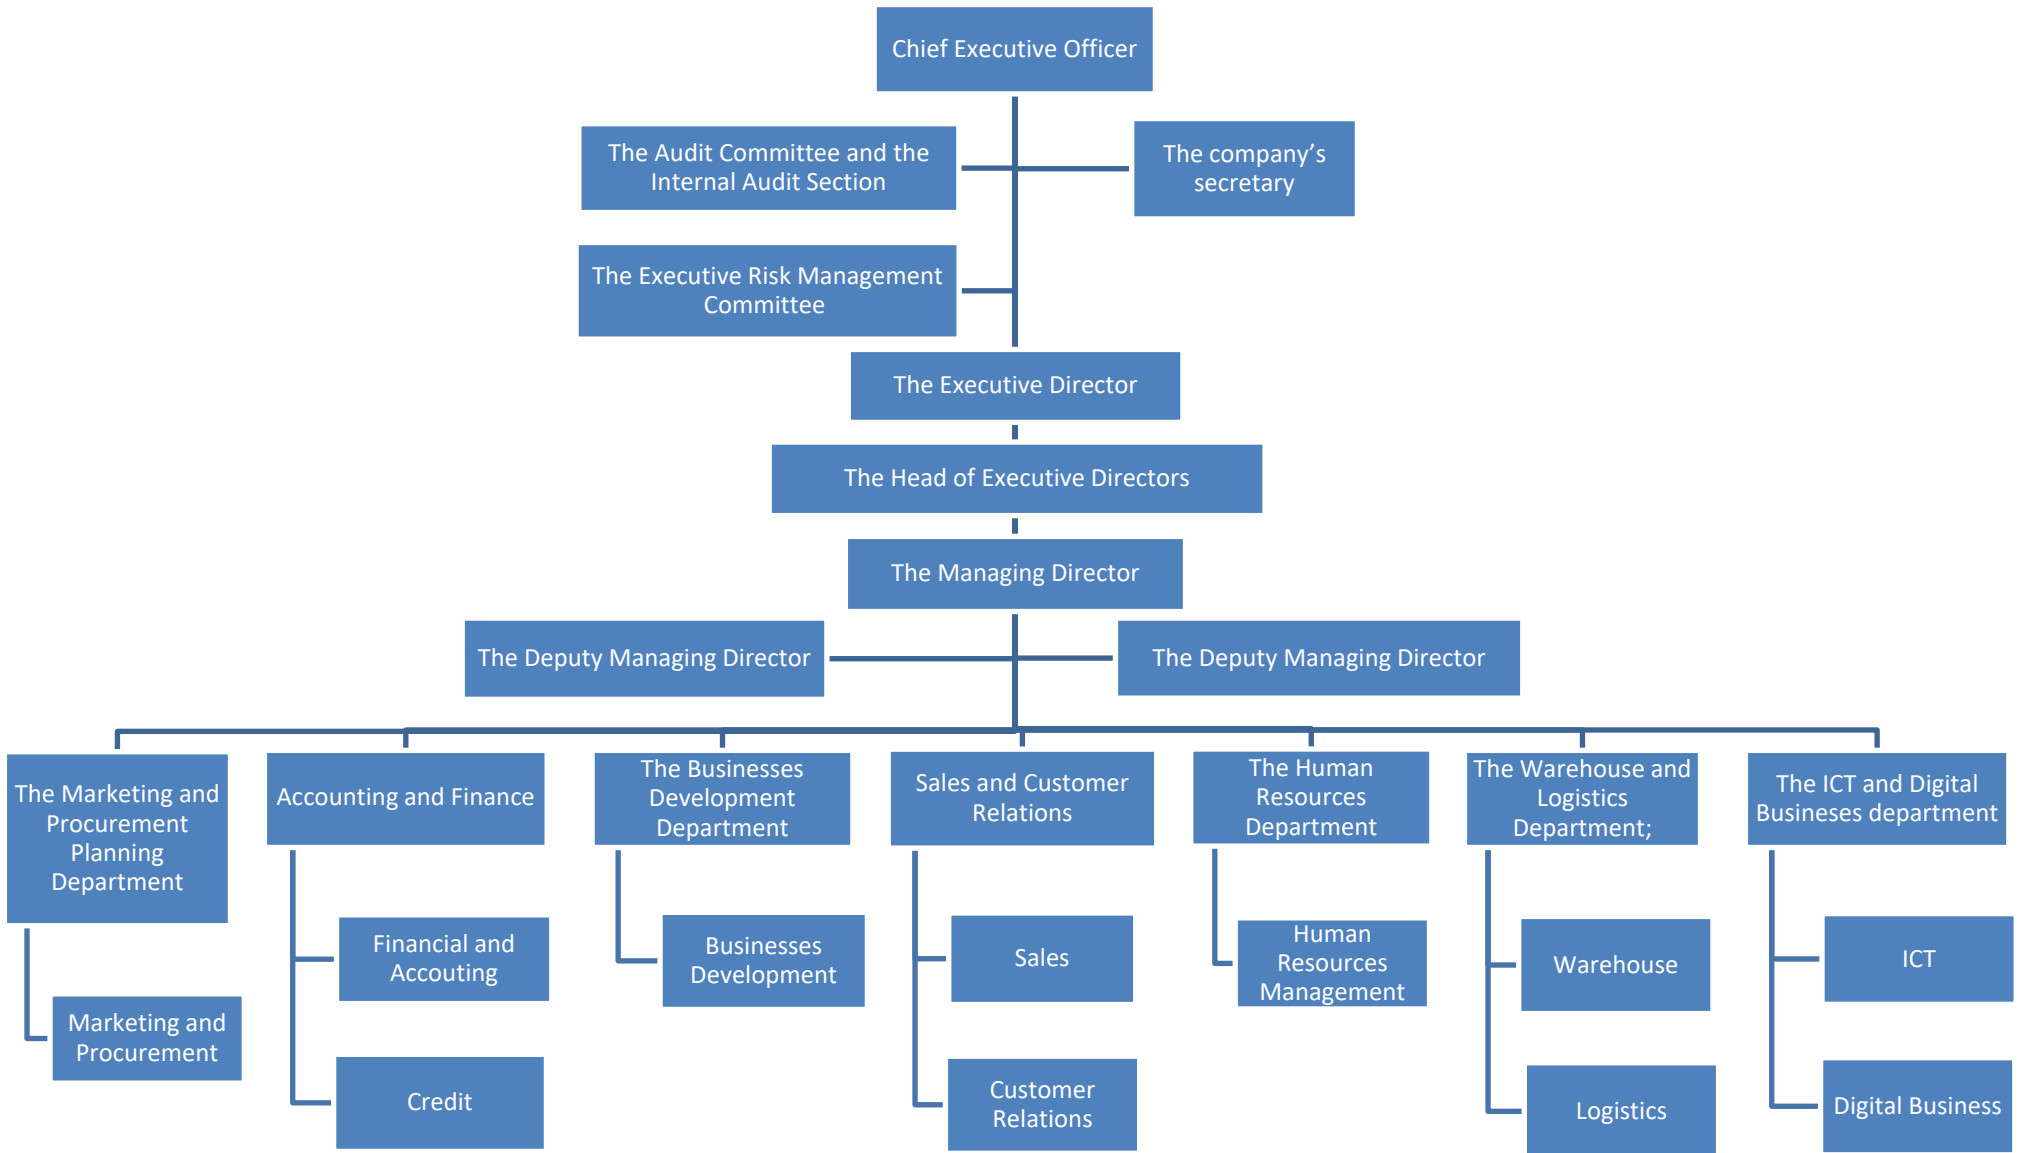 Chief Executive Officer
The Audit Committee and the
Internal Audit Section
The company’s
secretary
The Executive Risk Management
Committee
The Executive Director
The Head of Executive Directors
The Managing Director
The Deputy Managing Director
The Deputy Managing Director
The Marketing and
Procurement
Planning
Department
Accounting and Finance
The Businesses
Development
Department
Sales and Customer
Relations
The Human
Resources
Department
The Warehouse and
Logistics
Department;
The ICT and Digital
Busineses department
Marketing and
Procurement
Financial and
Accouting
Credit
Businesses
Development
Sales
Customer
Relations
Human
Resources
Management
Warehouse
Logistics
ICT
Digital Business